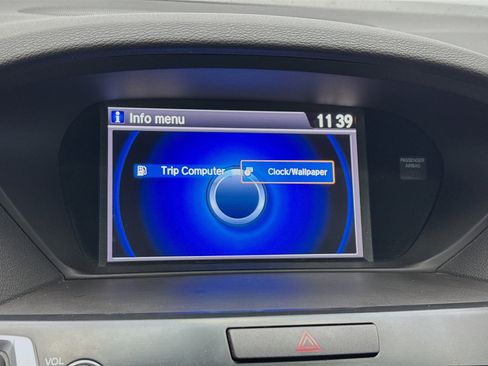 i Info menu 11 39
Trip Computer Clock/Wallpaper
PASSENGER
AIRBAG
VOL